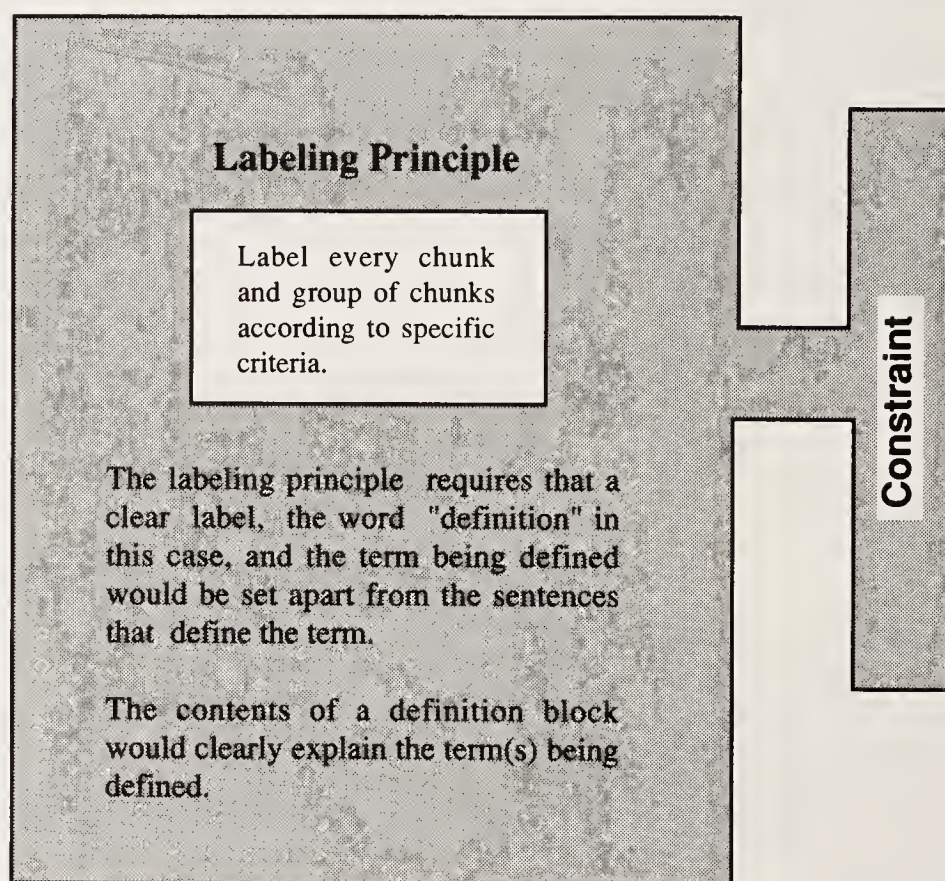 Labeling Principle
Label every chunk
and group of chunks
according to specific
criteria.
The labeling principle requires that a
clear label, the word "definition" in
this case, and the term being defined
would be set apart from the sentences
that define the term.
The contents of a definition block
would clearly explain the term(s) being
defined.
Constraint